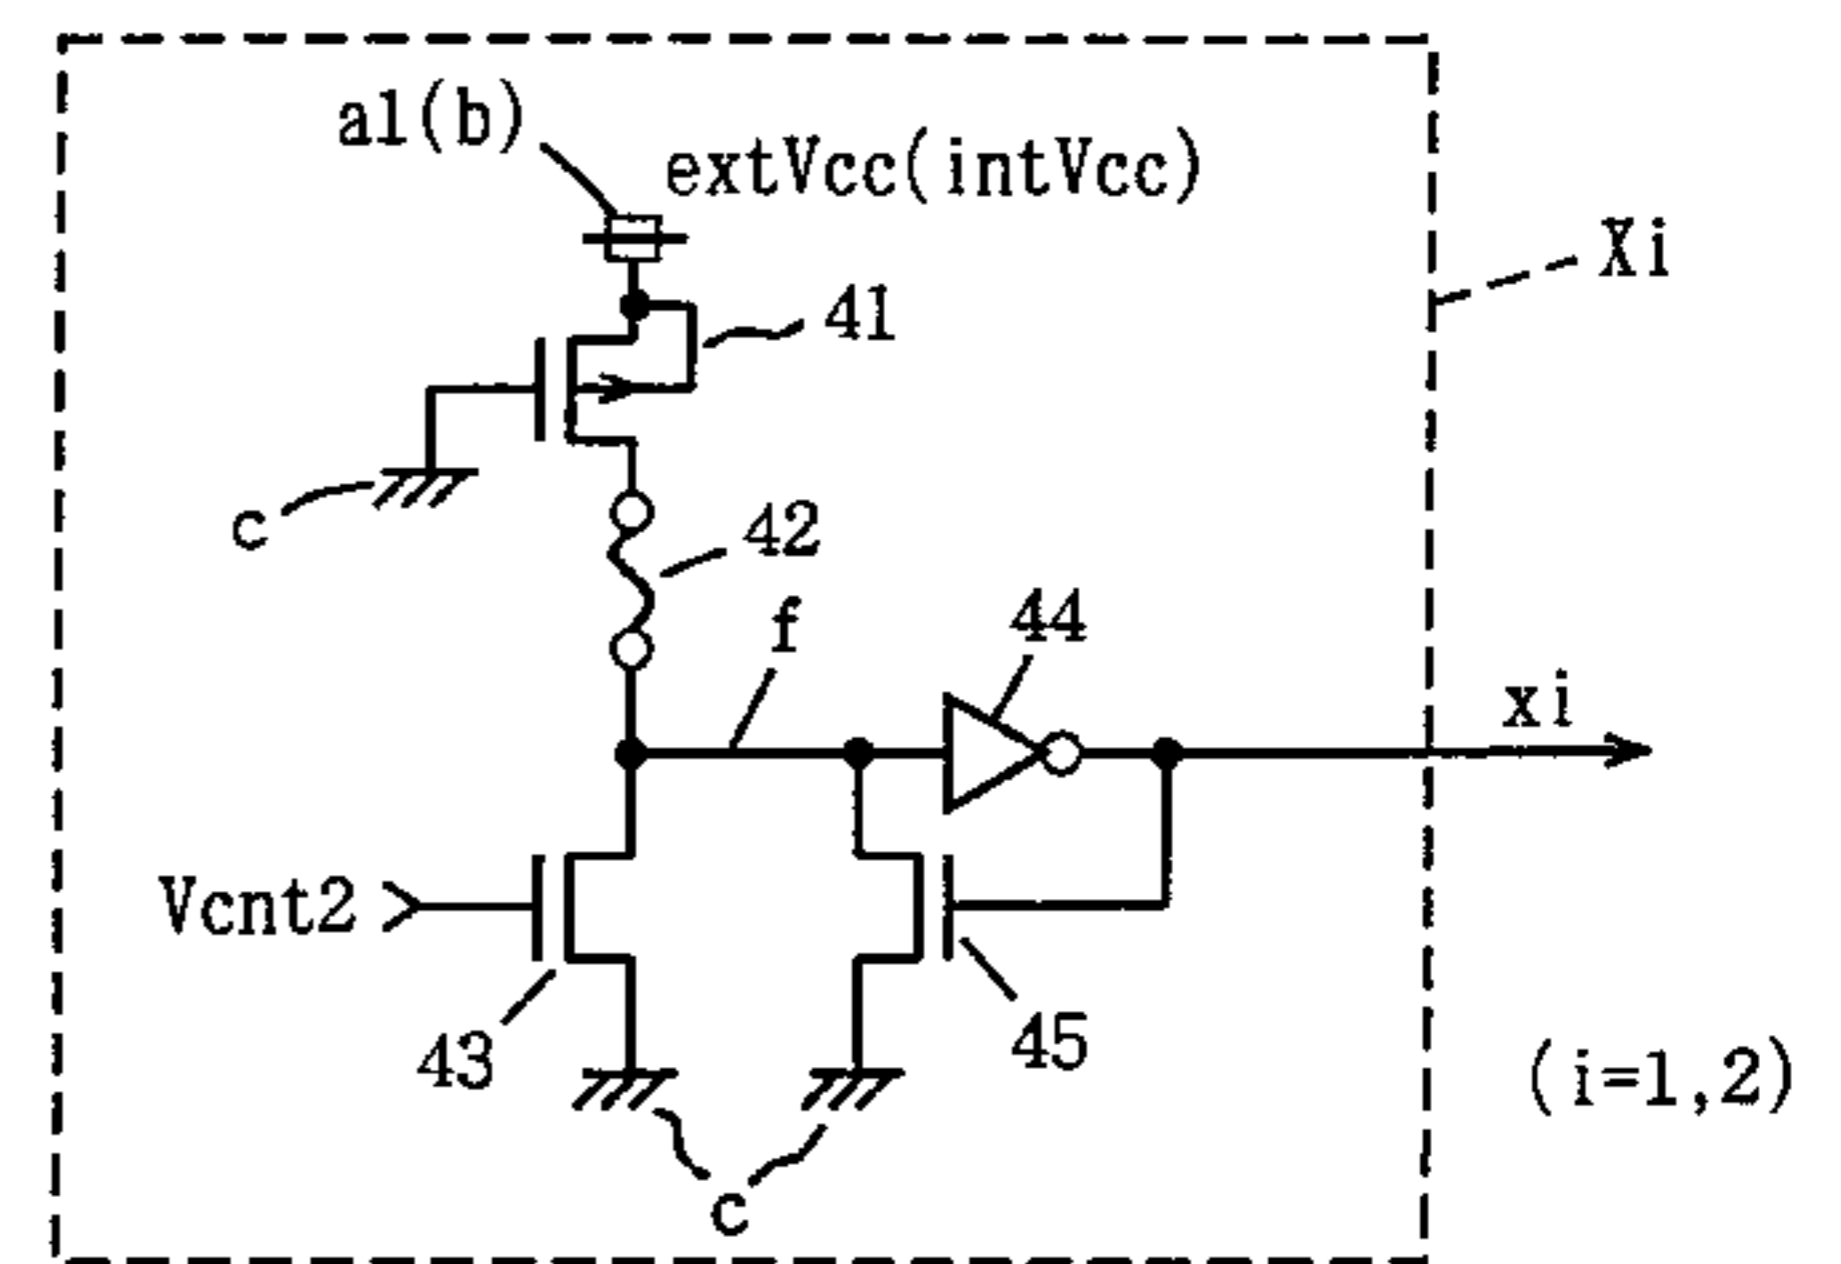 a1(b)
extVcc(intVcc)
Xi
41
c
42
f
44
xi
Vcnt2
43
45
(i=1,2)
c